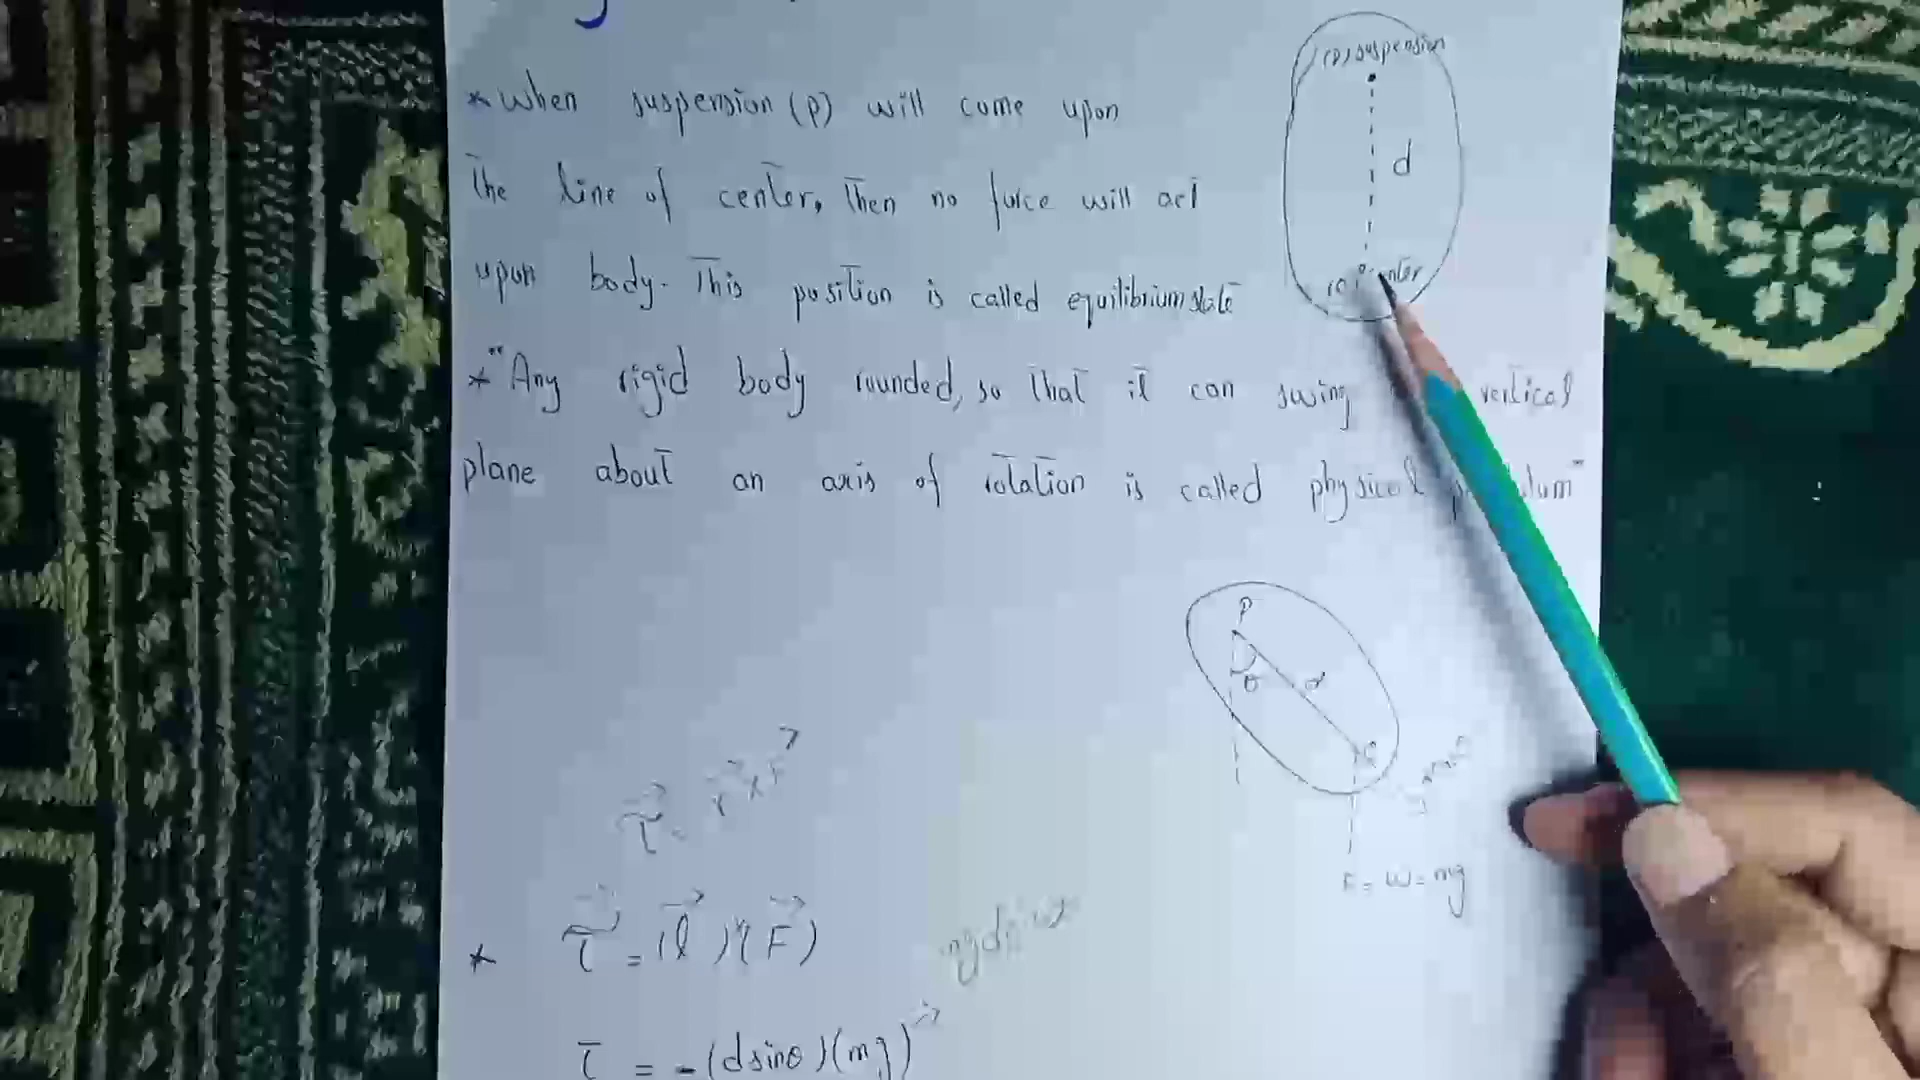 (P) suspension
* When suspension (P) will come upon
d
The line of center, Then no force will act
upon body. This position is called equilibrium state
* "Any rigid body rounded, so that it can swing vertical
plane about an axis of rotation is called physical
P
θ
d
τ = r x F
F = W = mg
* τ = (l) (F)
τ = -(dsinθ)(mg)